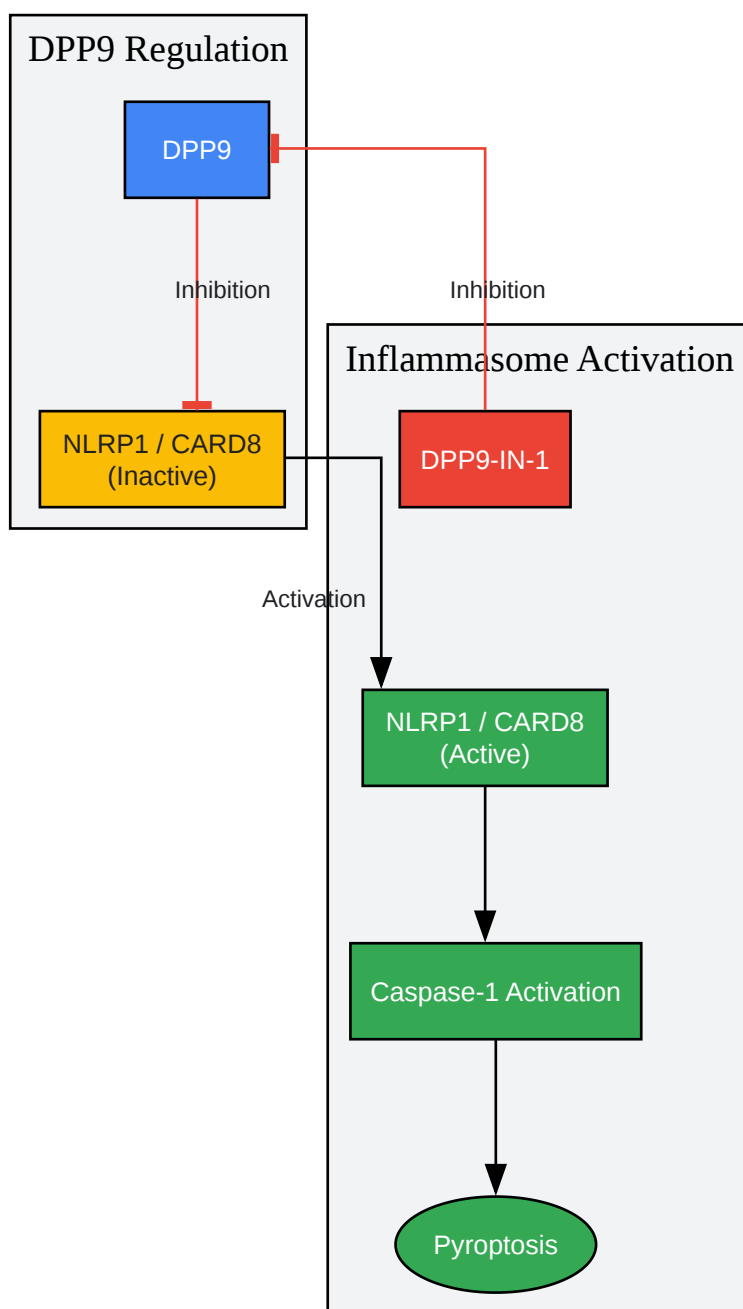 DPP9 Regulation
DPP9
Inhibition
Inhibition
Inflammasome Activation
NLRP1 / CARD8
(Inactive)
DPP9-IN-1
Activation
NLRP1 / CARD8
(Active)
Caspase-1 Activation
Pyroptosis